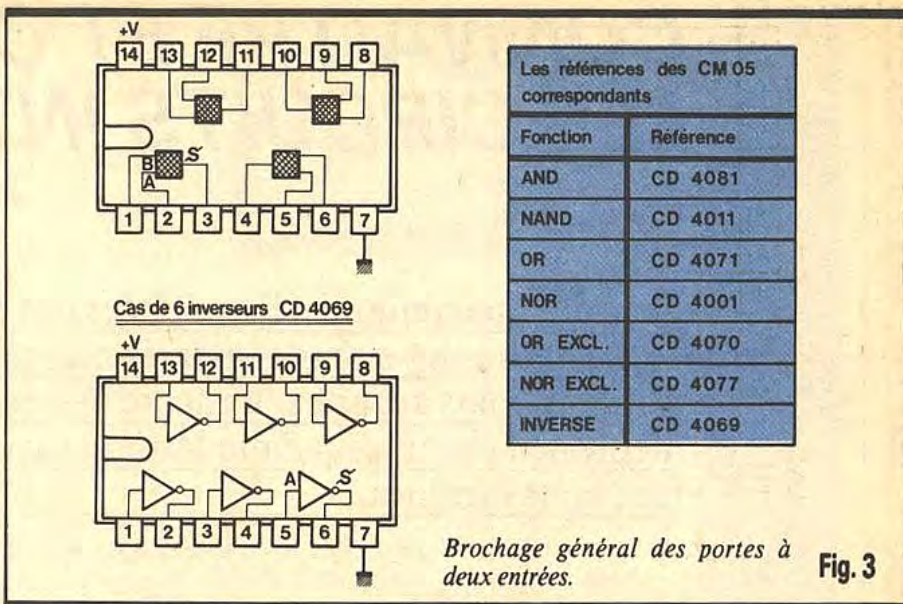 +V
14 13 12 11 10 9 8
B
A
S
1 2 3 4 5 6 7
Cas de 6 inverseurs CD 4069
+V
14 13 12 11 10 9 8
A
S
1 2 3 4 5 6 7
Les références des CM 05
correspondants
Fonction Référence
AND CD 4081
NAND CD 4011
OR CD 4071
NOR CD 4001
OR EXCL. CD 4070
NOR EXCL. CD 4077
INVERSE CD 4069
Brochage général des portes à
deux entrées.
Fig. 3